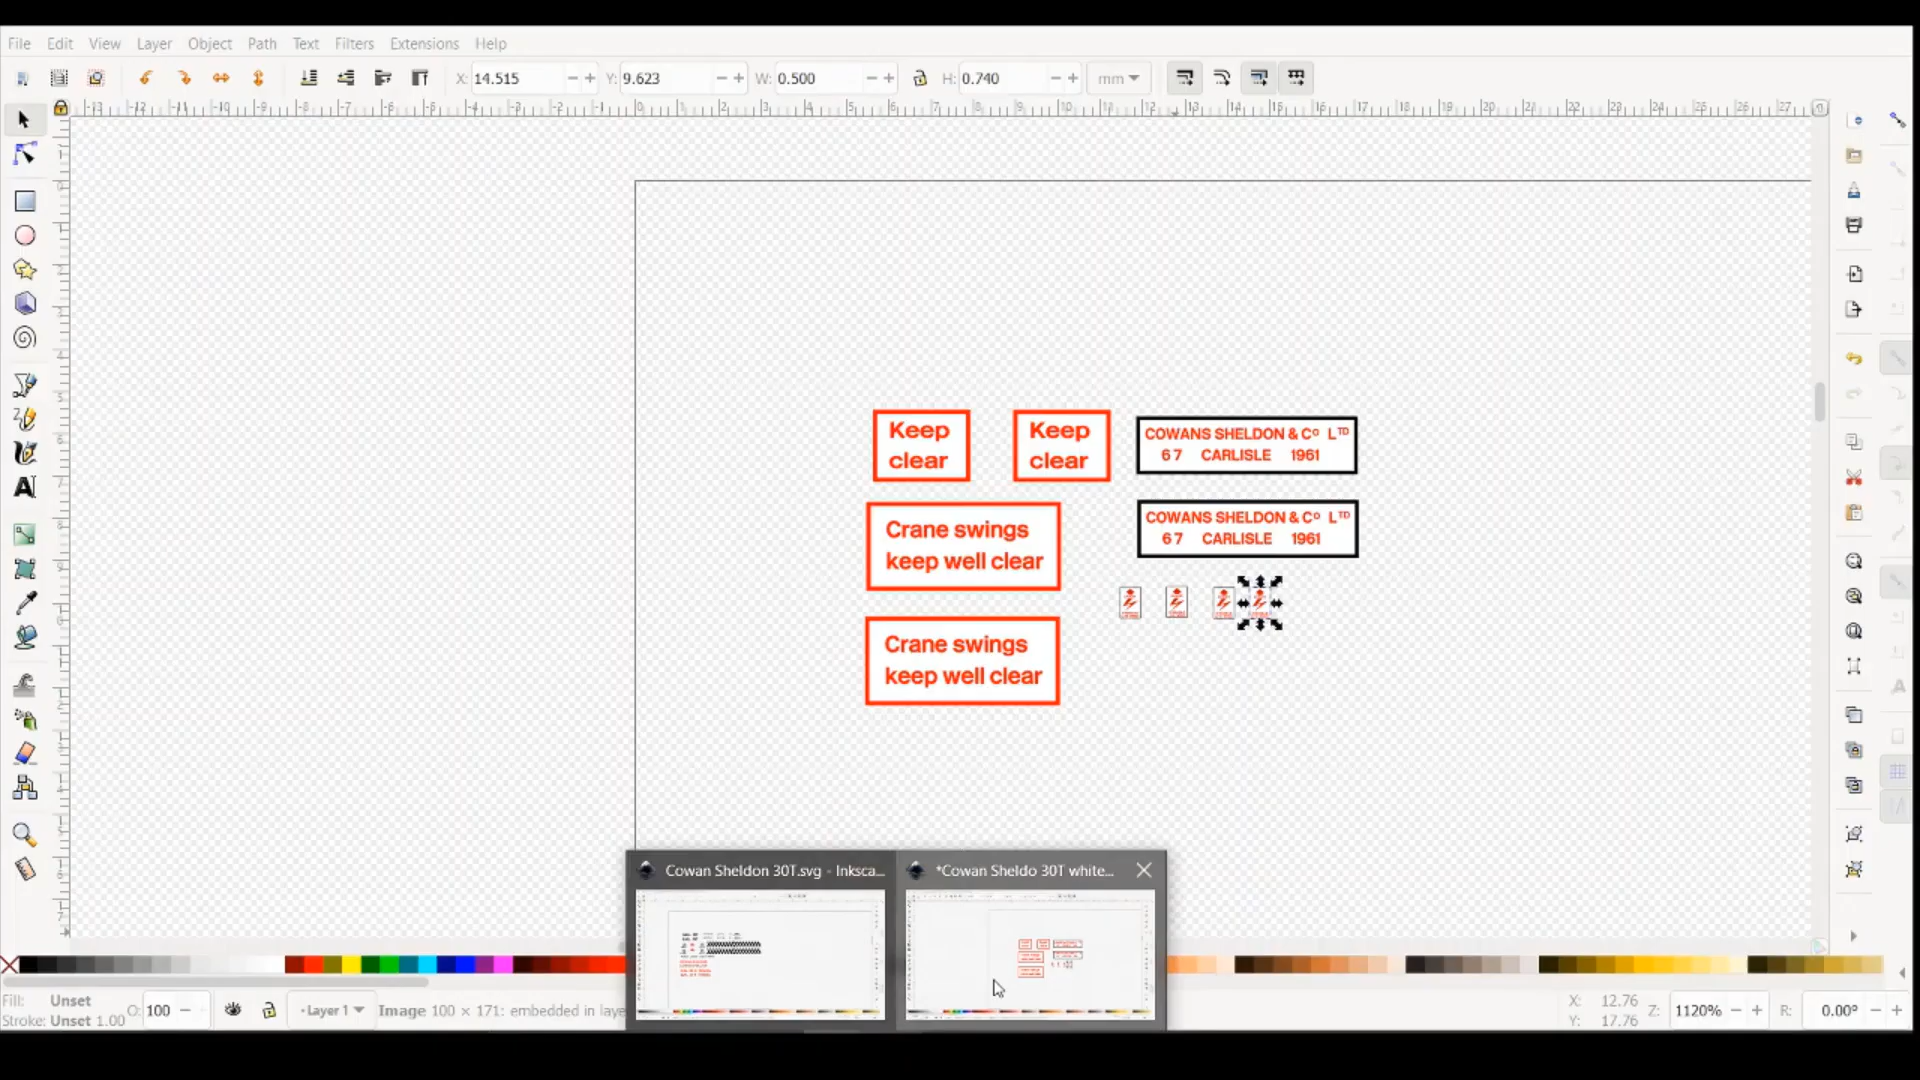 File Edit View Layer Object Path Text Filters Extensions Help
X: 14.515 Y: 9.623 W: 0.500 H: 0.740 mm
Keep
clear
Keep
clear
COWANS SHELDON & Cº LTD
67 CARLISLE 1961
Crane swings
keep well clear
COWANS SHELDON & Cº LTD
67 CARLISLE 1961
Crane swings
keep well clear
Cowan Sheldon 30T.svg - Inksca...
*Cowan Sheldo 30T white...
Fill: Unset
Stroke: Unset 1.00
O: 100
Layer 1
Image 100 × 171: embedded in laye
X: 12.76
Y: 17.76
Z: 1120%
R: 0.00°